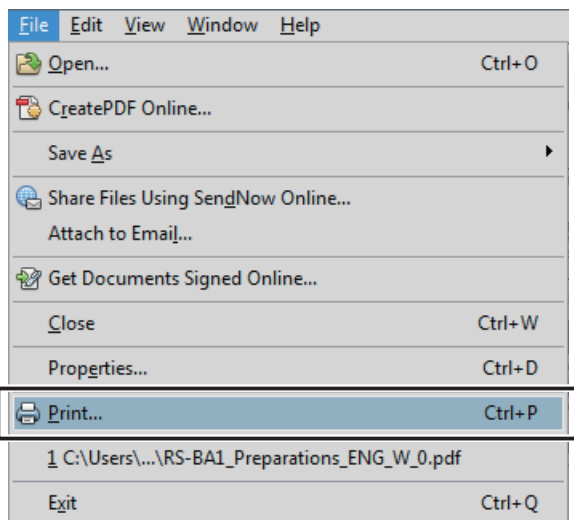 File Edit View Window Help
Open... Ctrl+O
CreatePDF Online...
Save As
Share Files Using SendNow Online...
Attach to Email...
Get Documents Signed Online...
Close Ctrl+W
Properties... Ctrl+D
Print... Ctrl+P
1 C:\Users\...\RS-BA1_Preparations_ENG_W_0.pdf
Exit Ctrl+Q